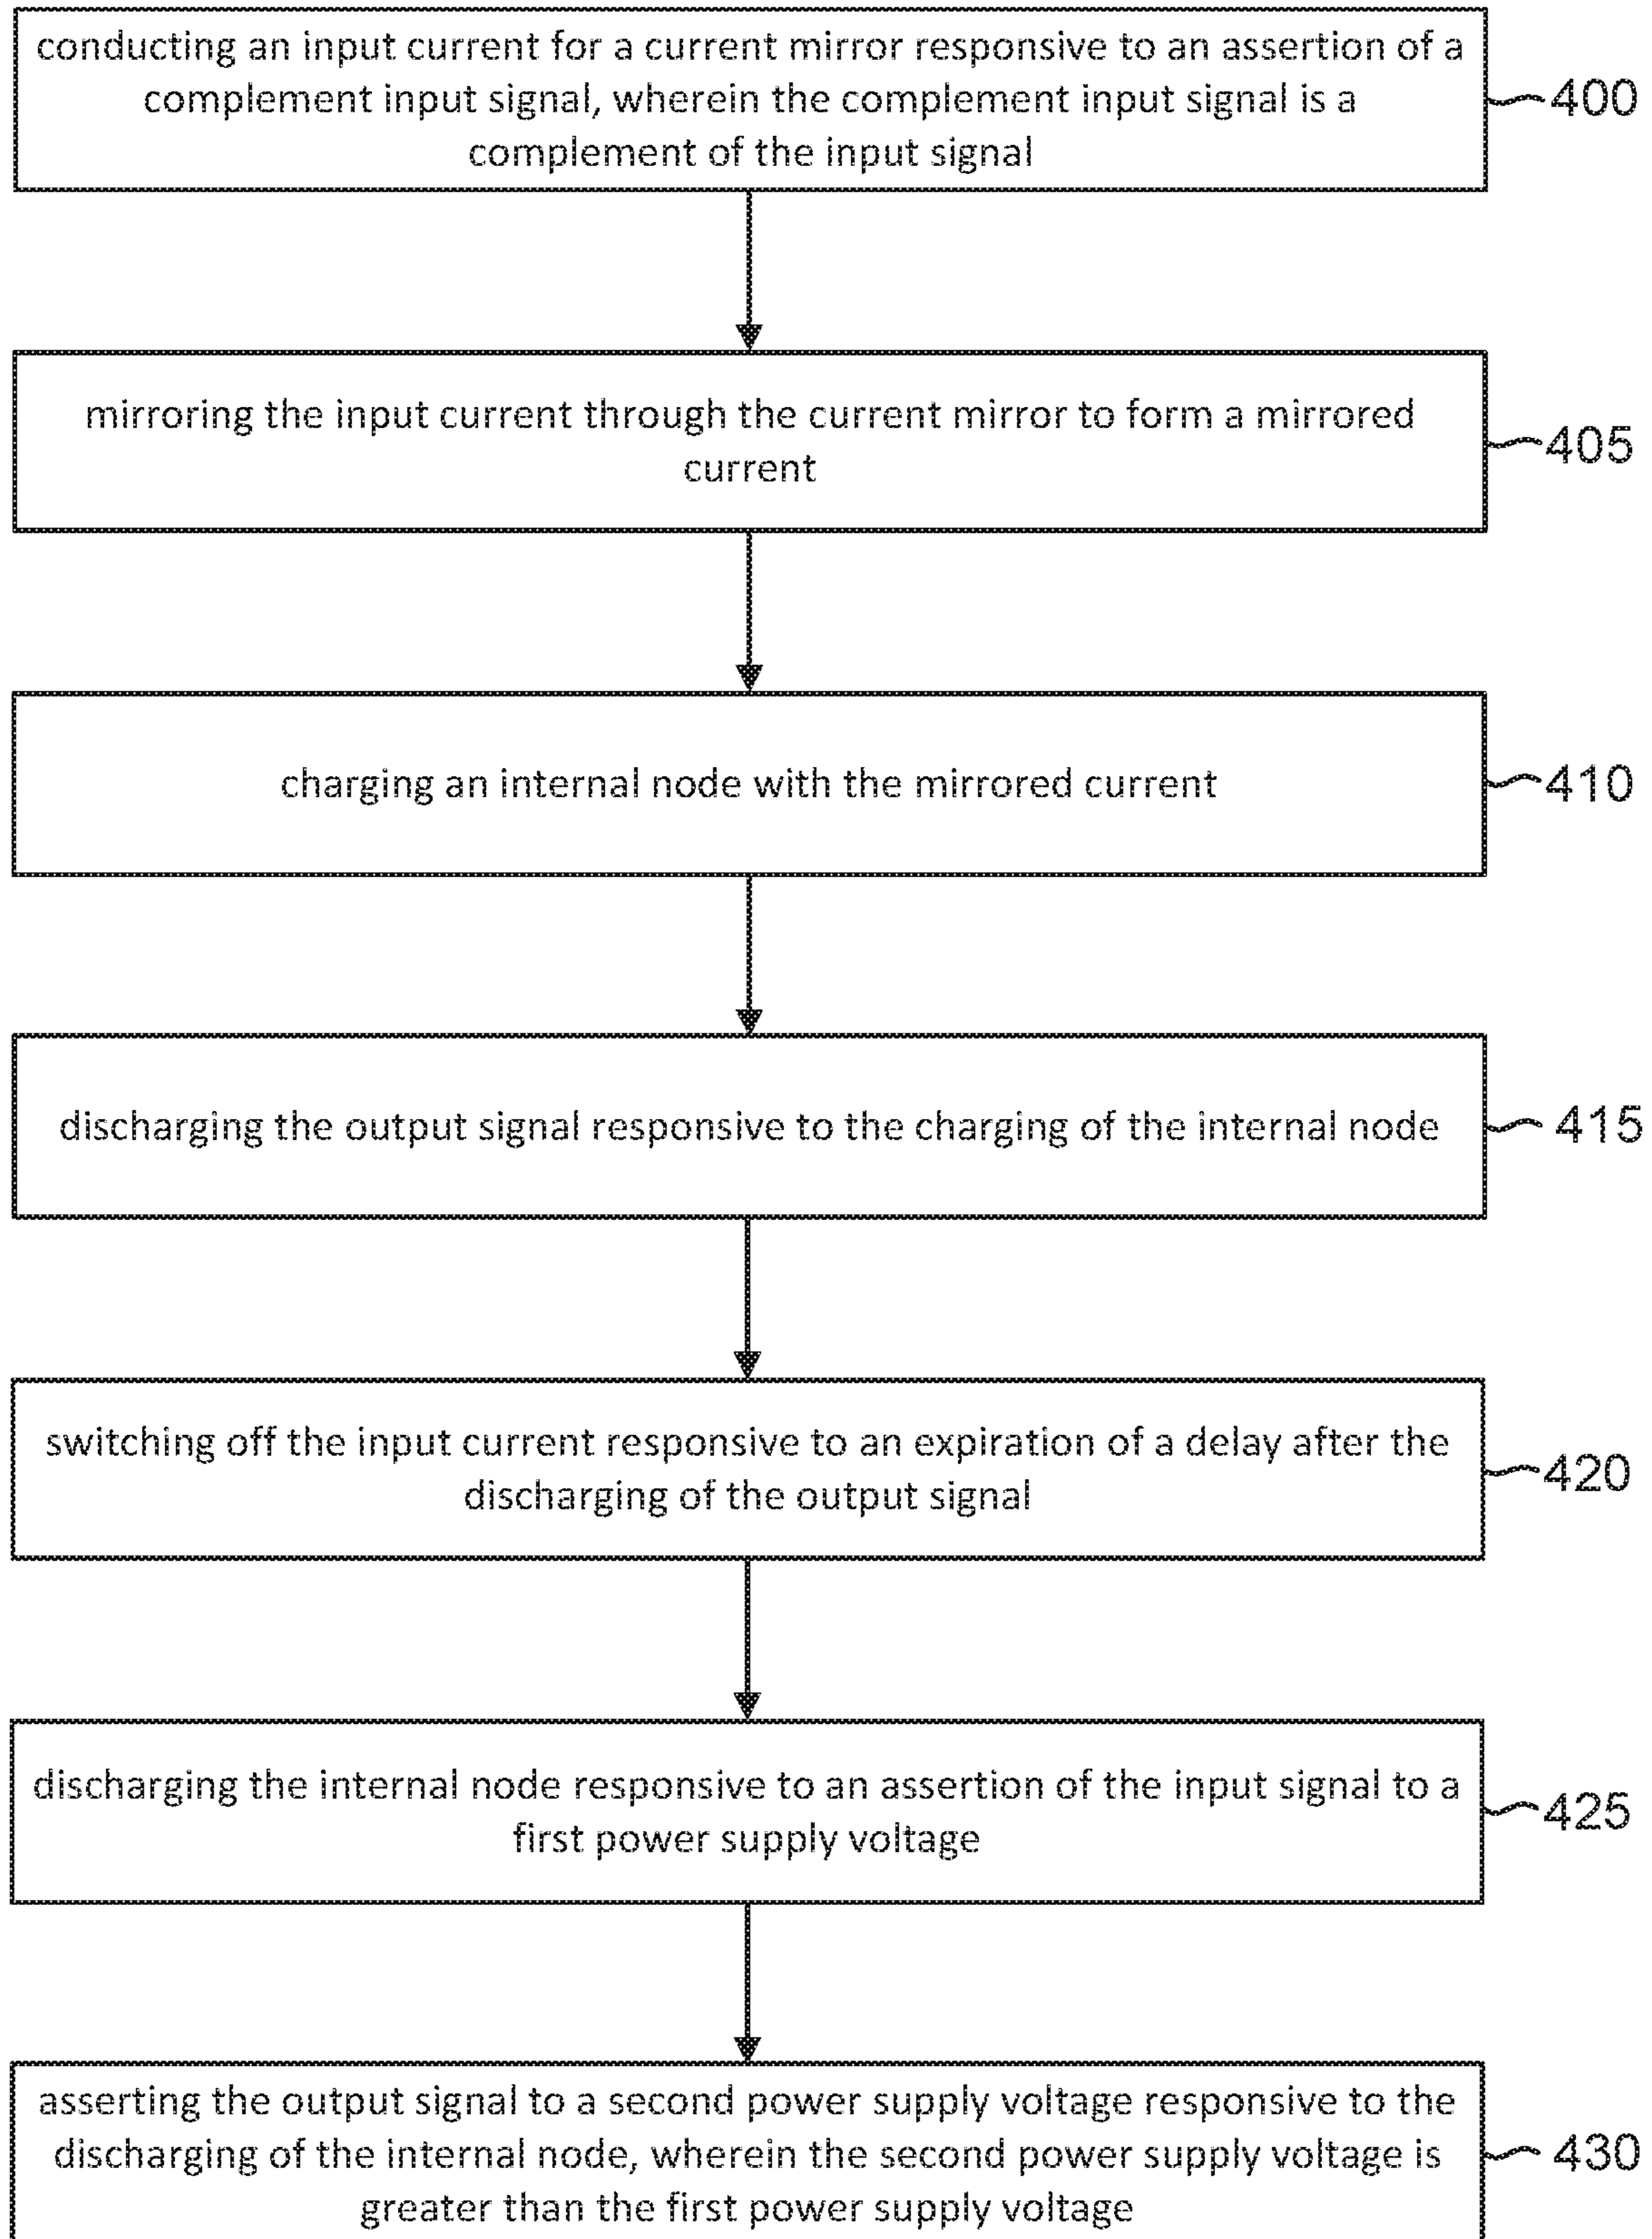 conducting an input current for a current mirror responsive to an assertion of a
complement input signal, wherein the complement input signal is a
complement of the input signal
400
mirroring the input current through the current mirror to form a mirrored
current
405
charging an internal node with the mirrored current
410
discharging the output signal responsive to the charging of the internal node
415
switching off the input current responsive to an expiration of a delay after the
discharging of the output signal
420
discharging the internal node responsive to an assertion of the input signal to a
first power supply voltage
425
asserting the output signal to a second power supply voltage responsive to the
discharging of the internal node, wherein the second power supply voltage is
greater than the first power supply voltage
430